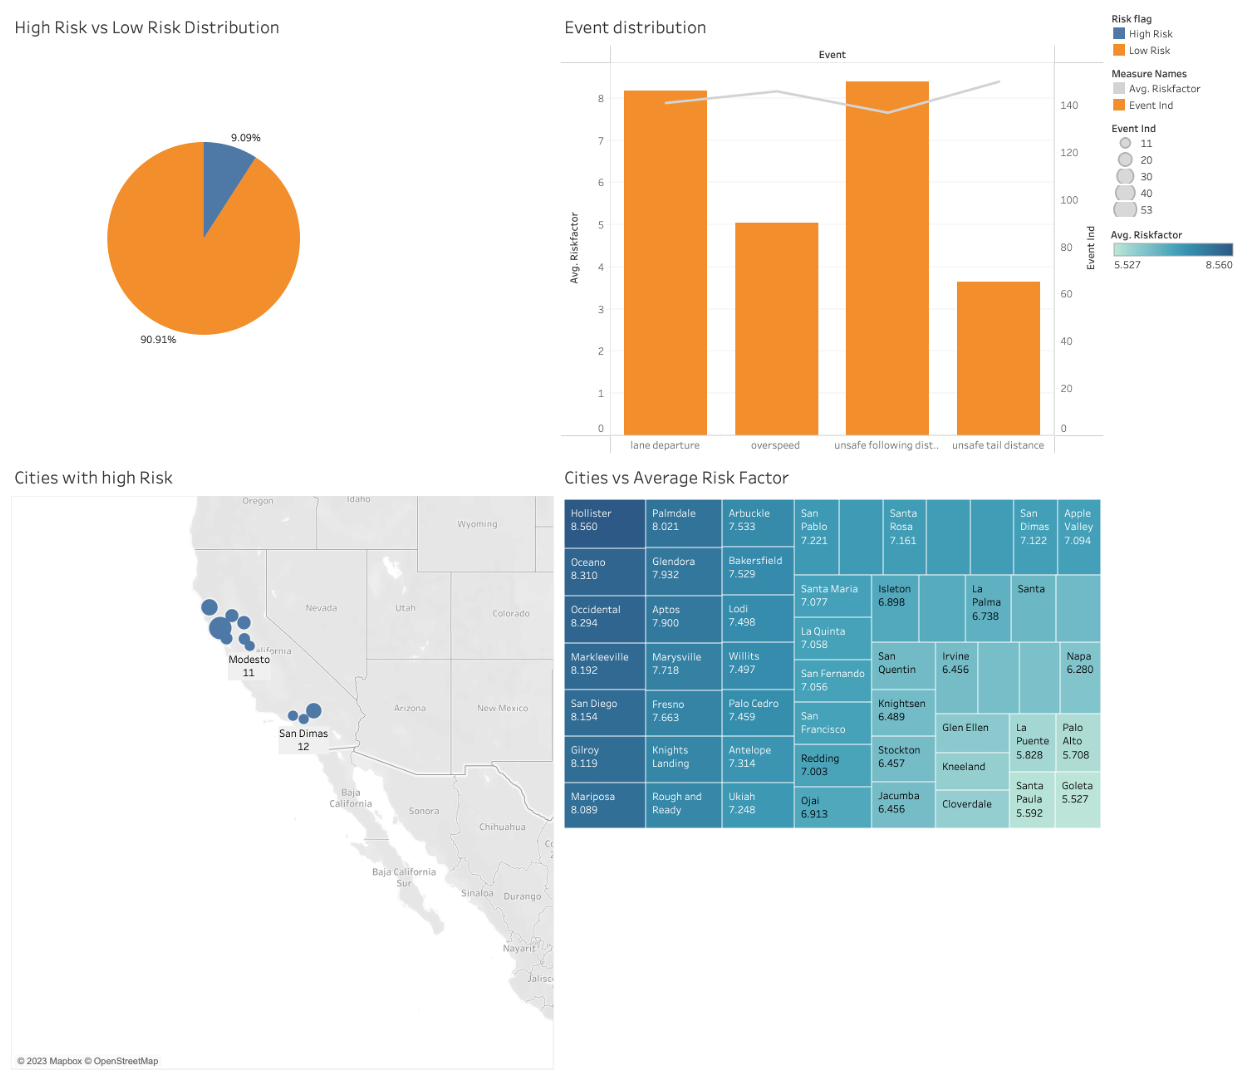 High Risk vs Low Risk Distribution
9.09%
90.91%
Event distribution
Event
Avg. Riskfactor
8
7
6
5
4
3
2
1
0
Event Ind
140
120
100
80
60
40
20
0
lane departure
overspeed
unsafe following dist..
unsafe tail distance
Risk flag
High Risk
Low Risk
Measure Names
Avg. Riskfactor
Event Ind
Event Ind
11
20
30
40
53
Avg. Riskfactor
5.527
8.560
Cities with high Risk
Oregon
Idaho
Wyoming
Nevada
Utah
Colorado
alifornia
Modesto
11
Arizona
New Mexico
San Dimas
12
Baja
California
Sonora
Chihuahua
Baja California
Sur
Sinaloa
Durango
Nayarit
Jalisc
© 2023 Mapbox © OpenStreetMap
Cities vs Average Risk Factor
Hollister
8.560
Oceano
8.310
Occidental
8.294
Markleeville
8.192
San Diego
8.154
Gilroy
8.119
Mariposa
8.089
Palmdale
8.021
Glendora
7.932
Aptos
7.900
Marysville
7.718
Fresno
7.663
Knights
Landing
Rough and
Ready
Arbuckle
7.533
Bakersfield
7.529
Lodi
7.498
Willits
7.497
Palo Cedro
7.459
Antelope
7.314
Ukiah
7.248
San
Pablo
7.221
Santa
Rosa
7.161
San
Dimas
7.122
Apple
Valley
7.094
Santa Maria
7.077
La Quinta
7.058
San Fernando
7.056
San
Francisco
Redding
7.003
Ojai
6.913
Isleton
6.898
La
Palma
6.738
Santa
San
Quentin
Knightsen
6.489
Stockton
6.457
Jacumba
6.456
Irvine
6.456
Napa
6.280
Glen Ellen
Kneeland
Cloverdale
La
Puente
5.828
Palo
Alto
5.708
Santa
Paula
5.592
Goleta
5.527